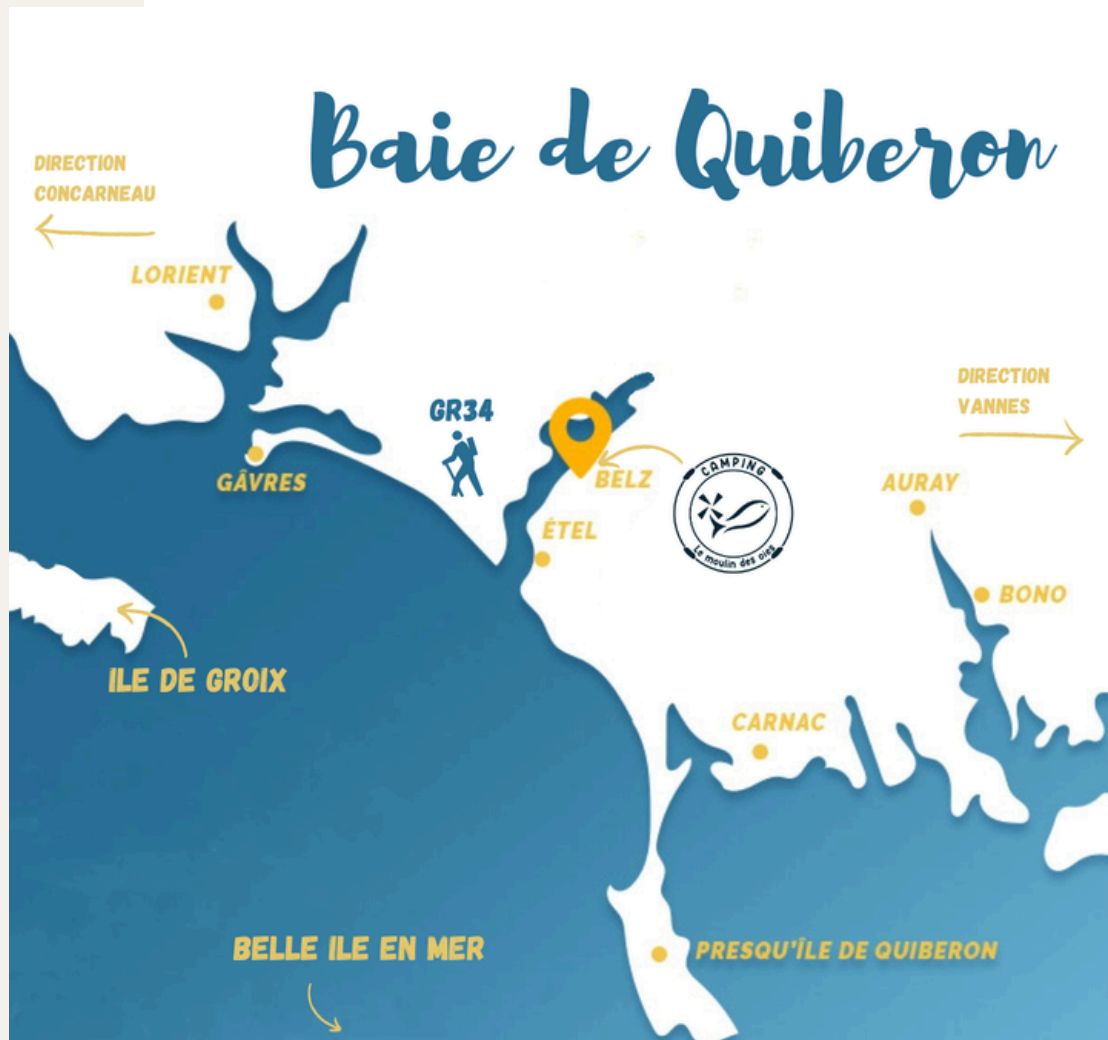 Baie de Quiberon
DIRECTION
CONCARNEAU
LORIENT
DIRECTION
VANNES
GR34
GÂVRES
BELZ
CAMPING
Le moulin des oies
AURAY
ÉTEL
BONO
ILE DE GROIX
CARNAC
BELLE ILE EN MER
PRESQU'ÎLE DE QUIBERON